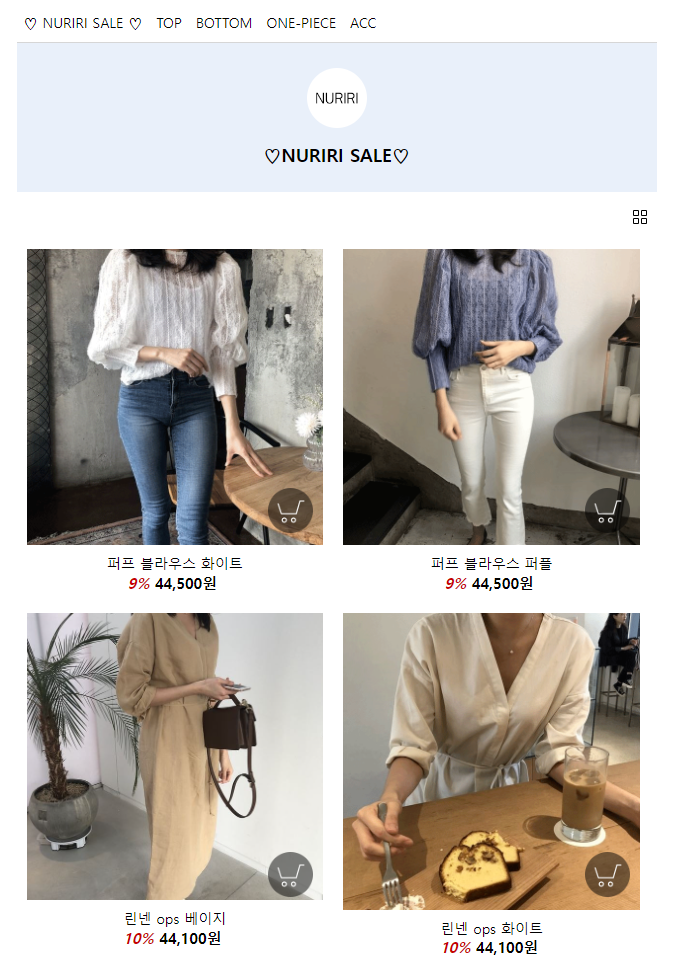 ♡ NURIRI SALE ♡ TOP BOTTOM ONE-PIECE ACC
NURIRI
♡NURIRI SALE♡
퍼프 블라우스 화이트
9% 44,500원
퍼프 블라우스 퍼플
9% 44,500원
린넨 ops 베이지
10% 44,100원
린넨 ops 화이트
10% 44,100원